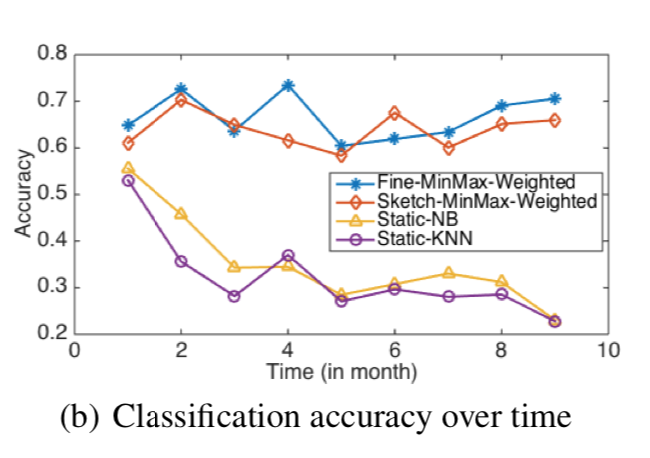 0.8
0.7
0.6
0.5
0.4
0.3
0.2
Accuracy
Fine-MinMax-Weighted
Sketch-MinMax-Weighted
Static-NB
Static-KNN
0 2 4 6 8 10
Time (in month)
(b) Classification accuracy over time